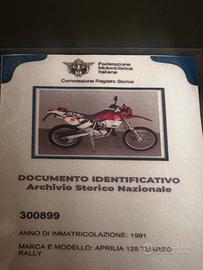 Federazione
Motociclistica
Italiana
Commissione Registro Storico
DOCUMENTO IDENTIFICATIVO
Archivio Storico Nazionale
300899
ANNO DI IMMATRICOLAZIONE: 1991
MARCA E MODELLO: APRILIA 125 TUAREG
RALLY